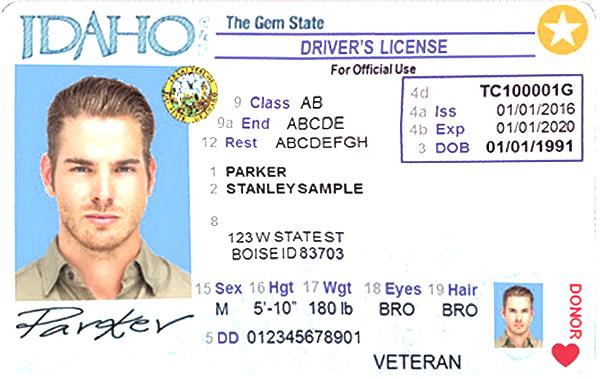 IDAHO
The Gem State
DRIVER'S LICENSE
For Official Use
4d TC100001G
4a Iss 01/01/2016
4b Exp 01/01/2020
3 DOB 01/01/1991
9 Class AB
9a End ABCDE
12 Rest ABCDEFGH
1 PARKER
2 STANLEYSAMPLE
8
123 W STATE ST
BOISE ID 83703
15 Sex 16 Hgt 17 Wgt 18 Eyes 19 Hair
M 5'-10" 180 lb BRO BRO
Parker
5 DD 012345678901
VETERAN
DONOR